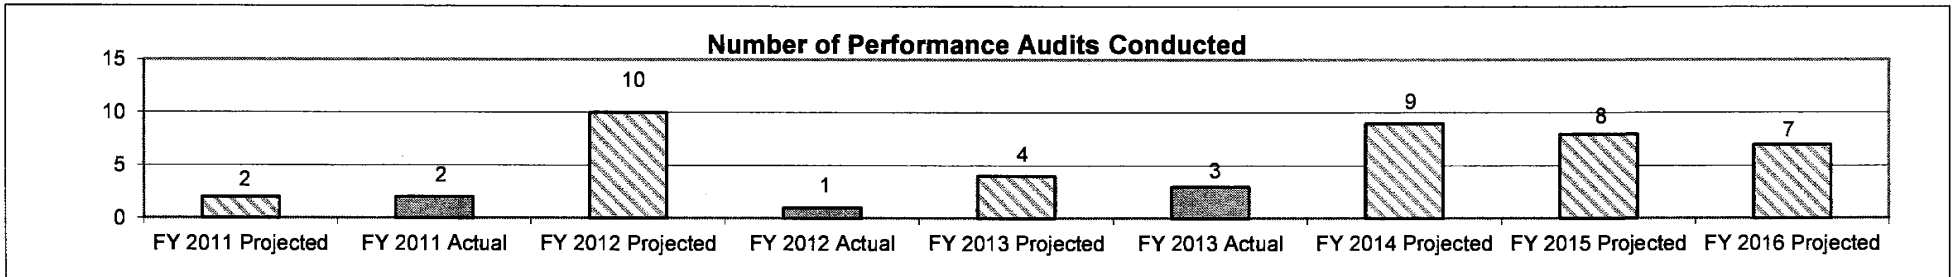 Number of Performance Audits Conducted
15
10
5
0
2
2
10
1
4
3
9
8
7
FY 2011 Projected
FY 2011 Actual
FY 2012 Projected
FY 2012 Actual
FY 2013 Projected
FY 2013 Actual
FY 2014 Projected
FY 2015 Projected
FY 2016 Projected